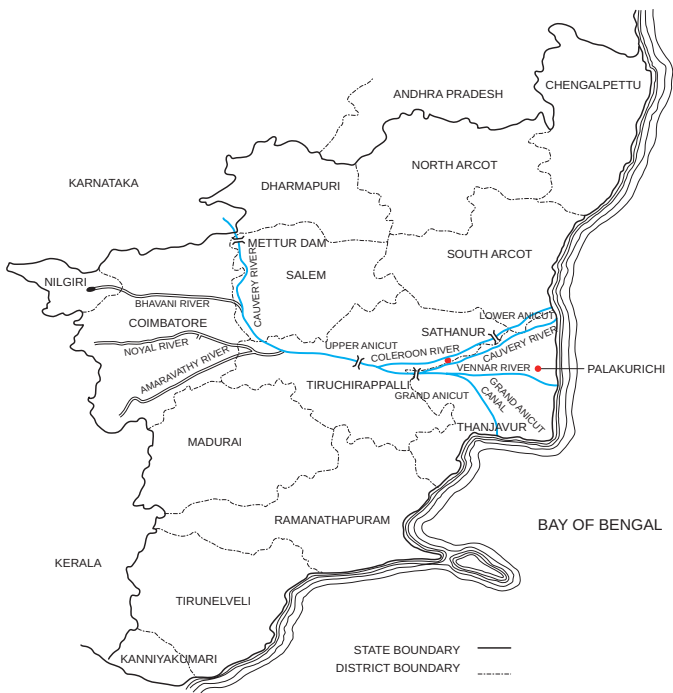 CHENGALPETTU
ANDHRA PRADESH
NORTH ARCOT
KARNATAKA
DHARMAPURI
METTUR DAM
SOUTH ARCOT
SALEM
NILGIRI
CAUVERY RIVER
BHAVANI RIVER
COIMBATORE
LOWER ANICUT
SATHANUR
NOYAL RIVER
UPPER ANICUT
COLEROON RIVER
CAUVERY RIVER
AMARAVATHY RIVER
VENNAR RIVER
PALAKURICHI
TIRUCHIRAPPALLI
GRAND ANICUT
GRAND ANICUT
CANAL
THANJAVUR
MADURAI
RAMANATHAPURAM
BAY OF BENGAL
KERALA
TIRUNELVELI
KANNIYAKUMARI
STATE BOUNDARY
DISTRICT BOUNDARY